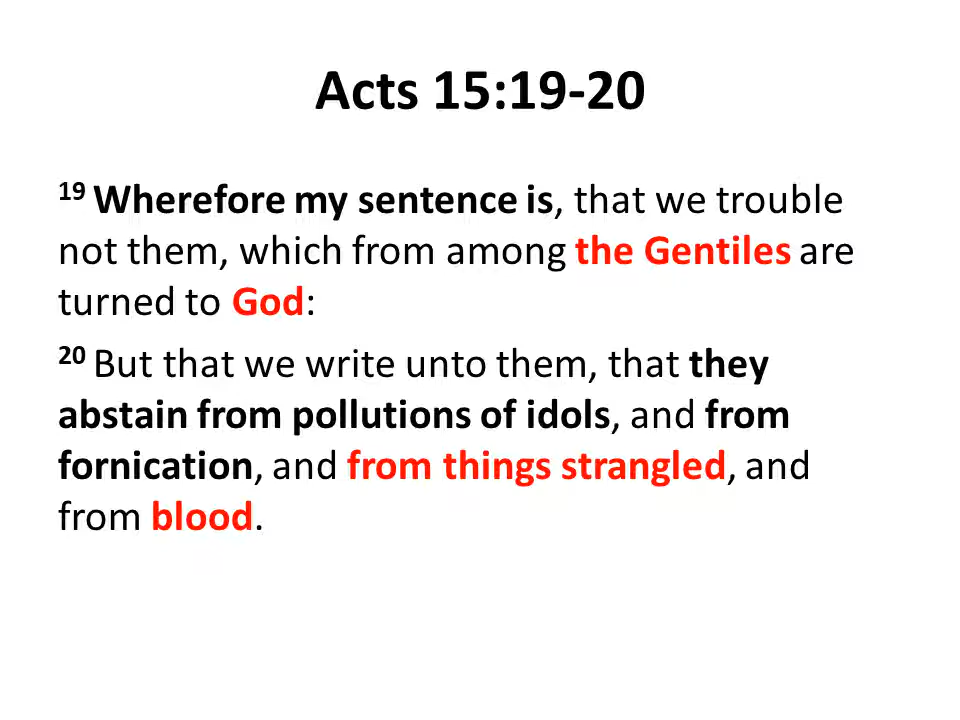 Acts 15:19-20
19 Wherefore my sentence is, that we trouble
not them, which from among the Gentiles are
turned to God:
20 But that we write unto them, that they
abstain from pollutions of idols, and from
fornication, and from things strangled, and
from blood.